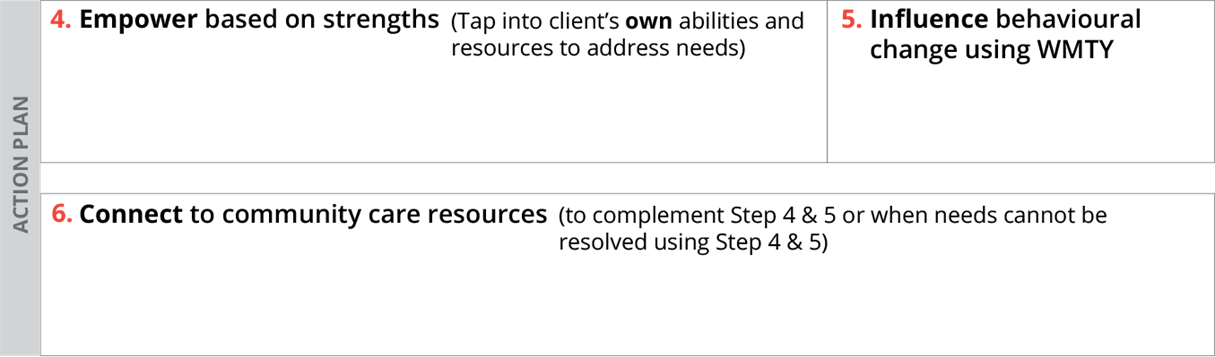 ACTION PLAN
4. Empower based on strengths (Tap into client’s own abilities and
resources to address needs)
5. Influence behavioural
change using WMTY
6. Connect to community care resources (to complement Step 4 & 5 or when needs cannot be
resolved using Step 4 & 5)